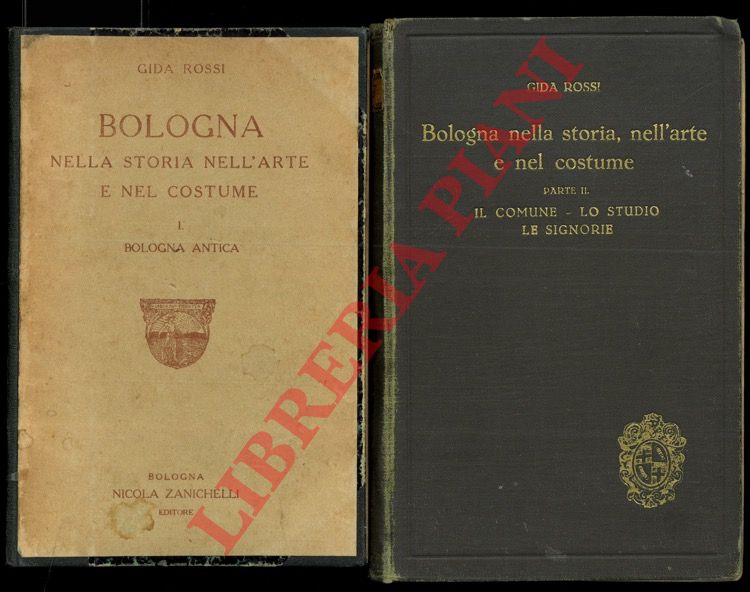 GIDA ROSSI
BOLOGNA
NELLA STORIA NELL'ARTE
E NEL COSTUME
I.
BOLOGNA ANTICA
BOLOGNA
NICOLA ZANICHELLI
EDITORE
GIDA ROSSI
Bologna nella storia, nell'arte
e nel costume
PARTE II.
IL COMUNE - LO STUDIO
LE SIGNORIE
LIBRERIA PIANI